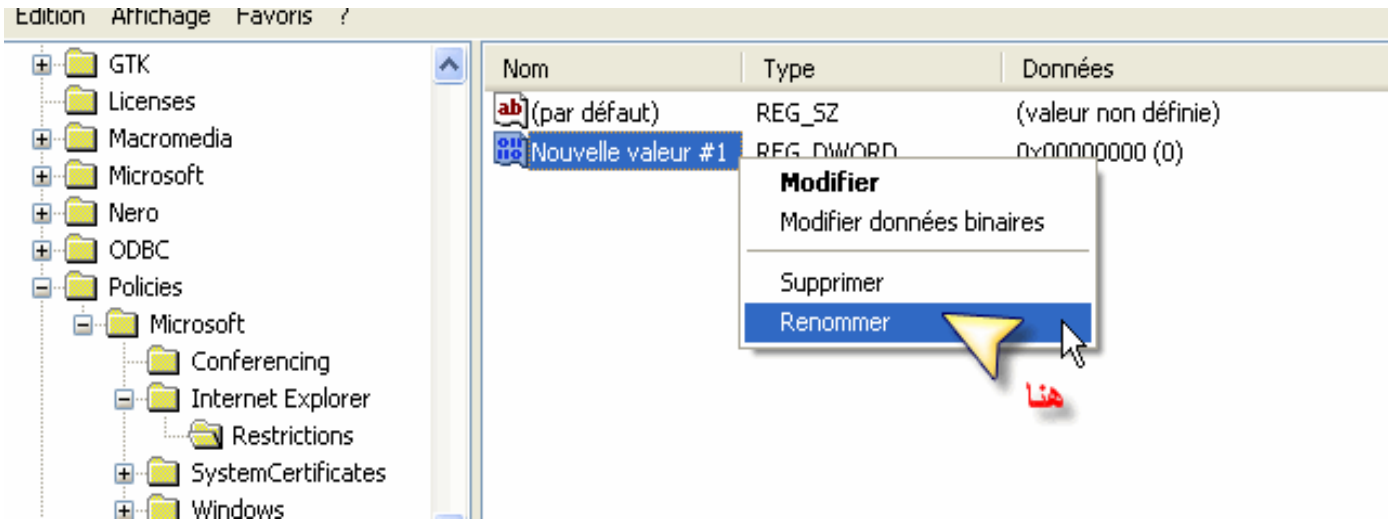 Edition Affichage Favoris ?
GTK
Licenses
Macromedia
Microsoft
Nero
ODBC
Policies
Microsoft
Conferencing
Internet Explorer
Restrictions
SystemCertificates
Windows
Nom Type Données
(par défaut) REG_SZ (valeur non définie)
Nouvelle valeur #1 REG_DWORD 0x00000000 (0)
Modifier
Modifier données binaires
Supprimer
Renommer
هنا